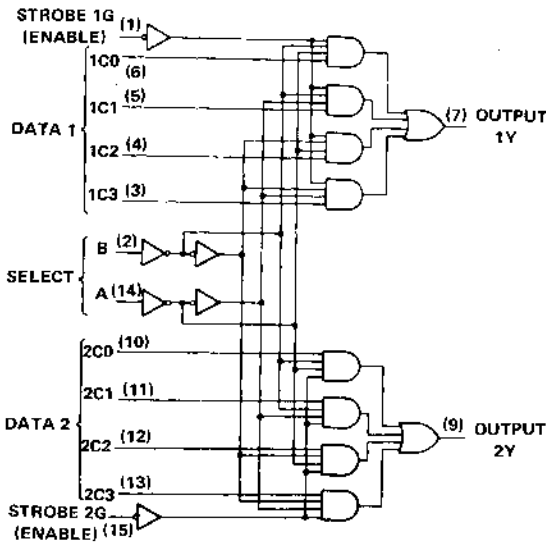 STROBE 1G (1)
(ENABLE)
1C0
(6)
1C1 (5)
DATA 1
1C2 (4)
1C3 (3)
(7) OUTPUT
1Y
B (2)
SELECT
A (14)
2C0 (10)
2C1 (11)
DATA 2
2C2 (12)
2C3 (13)
STROBE 2G
(ENABLE) (15)
(9) OUTPUT
2Y